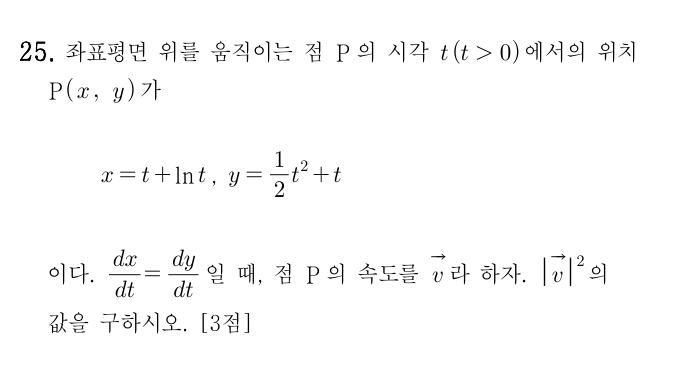 25. 좌표평면 위를 움직이는 점 P의 시각 t(t > 0)에서의 위치
P(x, y)가
x = t + ln t, y = \frac{1}{2}t^2 + t
이다. \frac{dx}{dt} = \frac{dy}{dt} 일 때, 점 P의 속도를 \vec{v}라 하자. |\vec{v}|^2의
값을 구하시오. [3점]